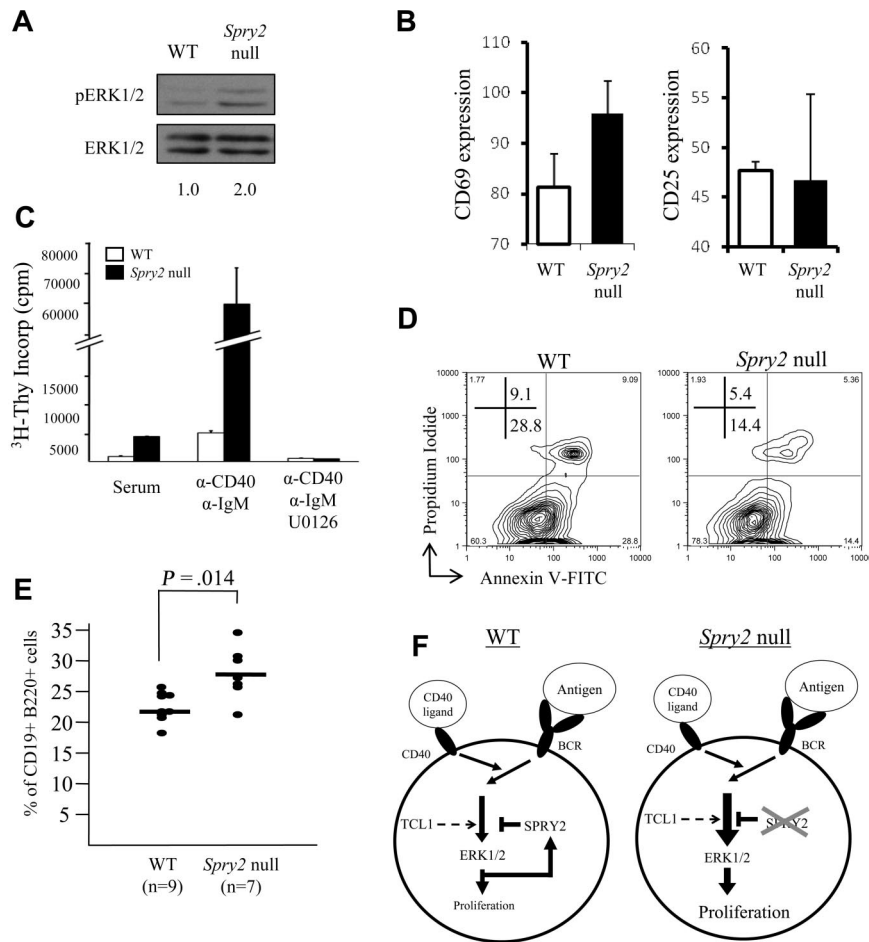 A
WT
Spry2
null
pERK1/2
ERK1/2
1.0 2.0
B
CD69 expression
110
100
90
80
70
WT
Spry2
null
CD25 expression
60
55
50
45
40
WT
Spry2
null
C
³H-Thy Incorp (cpm)
80000
70000
60000
15000
10000
5000
WT
Spry2 null
Serum
α-CD40
α-IgM
α-CD40
α-IgM
U0126
D
WT
Propidium Iodide
10000
1000
100
10
1
1.77
9.09
9.1
28.8
60.3
28.8
1 10 100 1000 10000
Spry2 null
10000
1000
100
10
1
1.93
5.36
5.4
14.4
78.3
14.4
1 10 100 1000 10000
Annexin V-FITC
E
P = .014
% of CD19+ B220+ cells
35
30
25
20
15
10
5
WT
(n=9)
Spry2 null
(n=7)
F
WT
CD40
ligand
Antigen
CD40
BCR
TCL1
SPRY2
ERK1/2
Proliferation
Spry2 null
CD40
ligand
Antigen
CD40
BCR
TCL1
SPRY2
ERK1/2
Proliferation